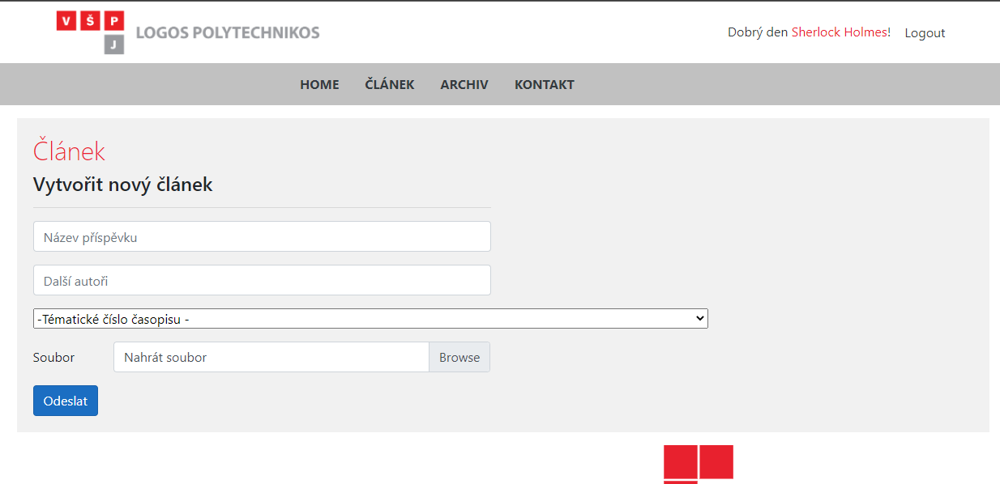 V Š P
J
LOGOS POLYTECHNIKOS
Dobrý den Sherlock Holmes! Logout
HOME ČLÁNEK ARCHIV KONTAKT
Článek
Vytvořit nový článek
Název příspěvku
Další autoři
-Tématické číslo časopisu -
Soubor Nahrát soubor Browse
Odeslat